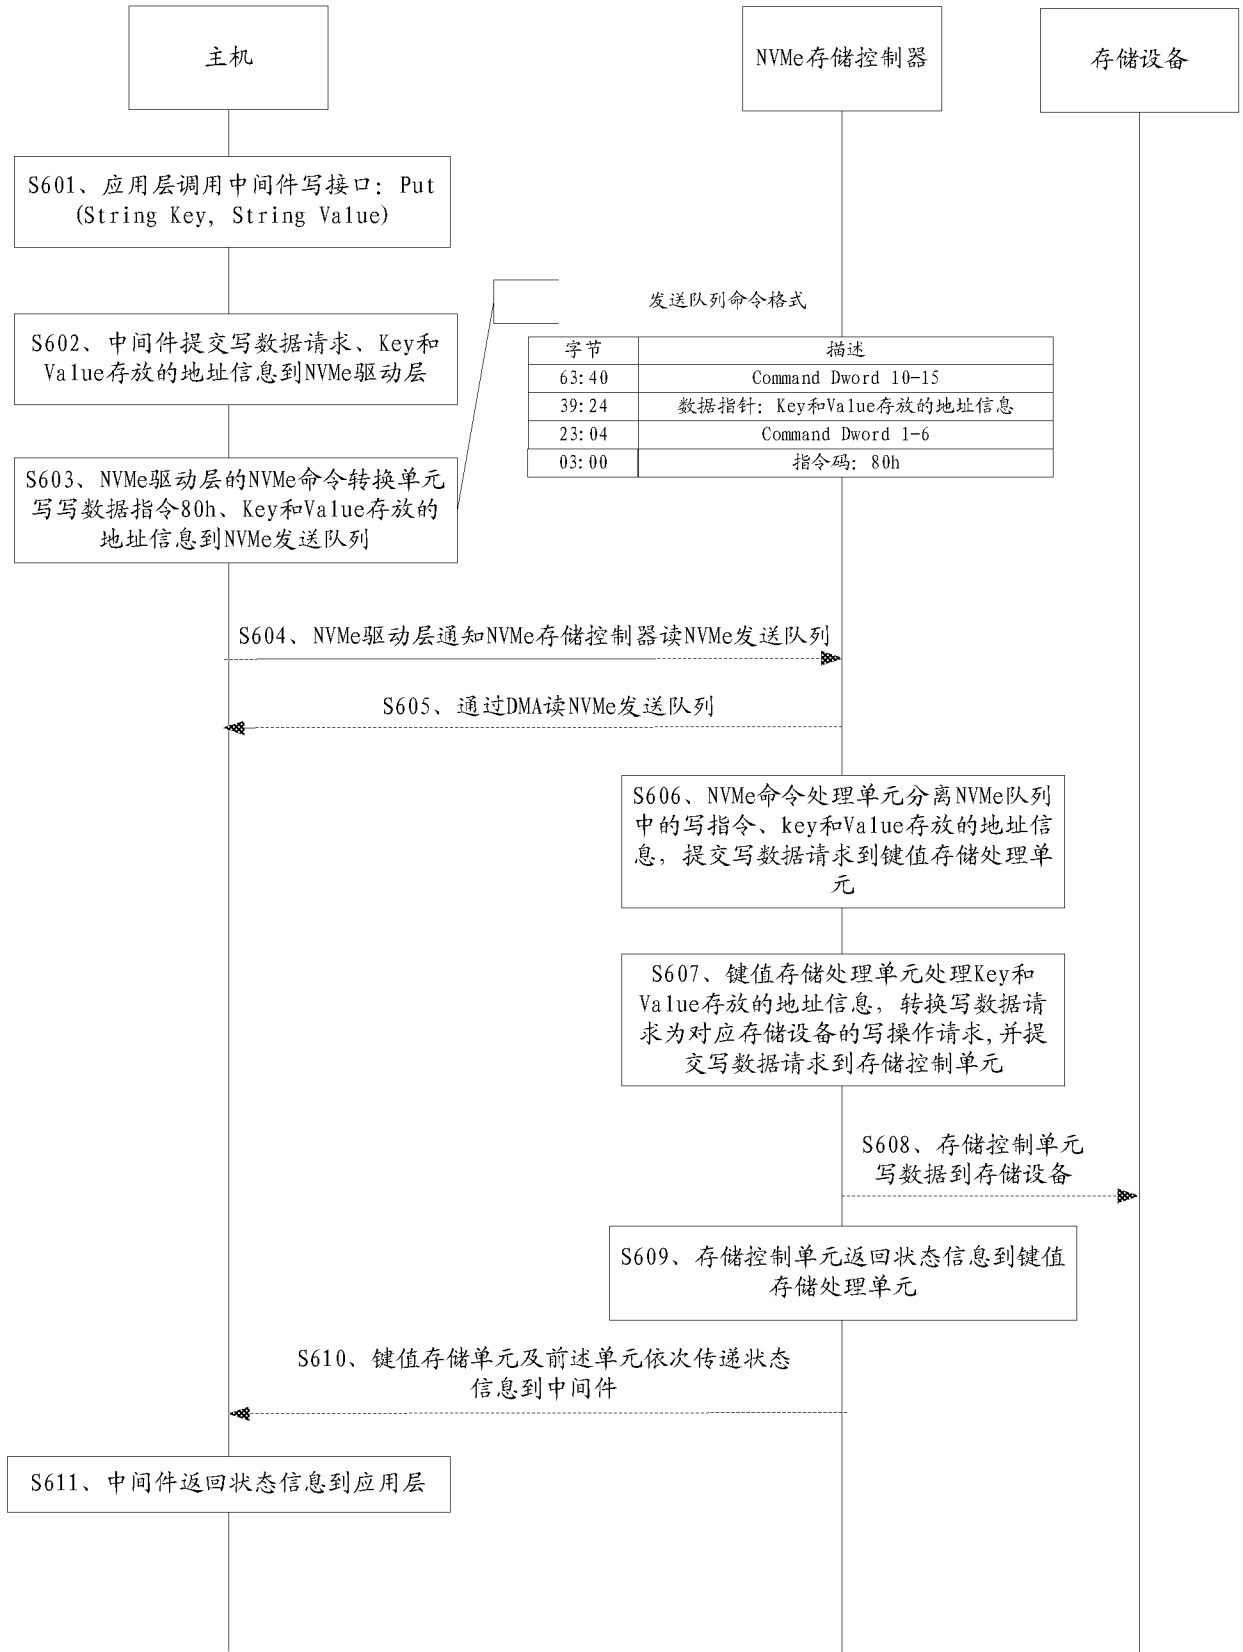 主机
NVMe存储控制器
存储设备
S601、应用层调用中间件写接口：Put
(String Key, String Value)
S602、中间件提交写数据请求、Key和
Value存放的地址信息到NVMe驱动层
S603、NVMe驱动层的NVMe命令转换单元
写写数据指令80h、Key和Value存放的
地址信息到NVMe发送队列
发送队列命令格式
字节 描述
63:40 Command Dword 10-15
39:24 数据指针：Key和Value存放的地址信息
23:04 Command Dword 1-6
03:00 指令码：80h
S604、NVMe驱动层通知NVMe存储控制器读NVMe发送队列
S605、通过DMA读NVMe发送队列
S606、NVMe命令处理单元分离NVMe队列
中的写指令、key和Value存放的地址信
息，提交写数据请求到键值存储处理单
元
S607、键值存储处理单元处理Key和
Value存放的地址信息，转换写数据请
求为对应存储设备的写操作请求,并提
交写数据请求到存储控制单元
S608、存储控制单元
写数据到存储设备
S609、存储控制单元返回状态信息到键值
存储处理单元
S610、键值存储单元及前述单元依次传递状态
信息到中间件
S611、中间件返回状态信息到应用层